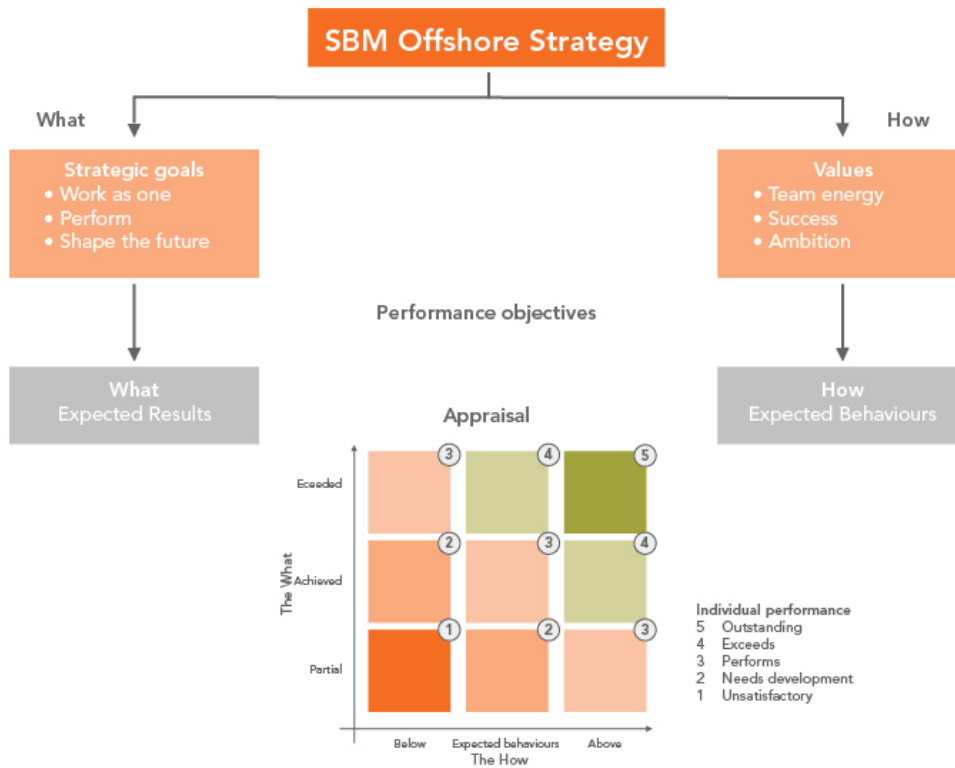 SBM Offshore Strategy
What
How
Strategic goals
• Work as one
• Perform
• Shape the future
Values
• Team energy
• Success
• Ambition
Performance objectives
What
Expected Results
How
Expected Behaviours
Appraisal
The What
Eceeded
3
4
5
Achieved
2
3
4
Partial
1
2
3
Below
Expected behaviours
Above
The How
Individual performance
5 Outstanding
4 Exceeds
3 Performs
2 Needs development
1 Unsatisfactory